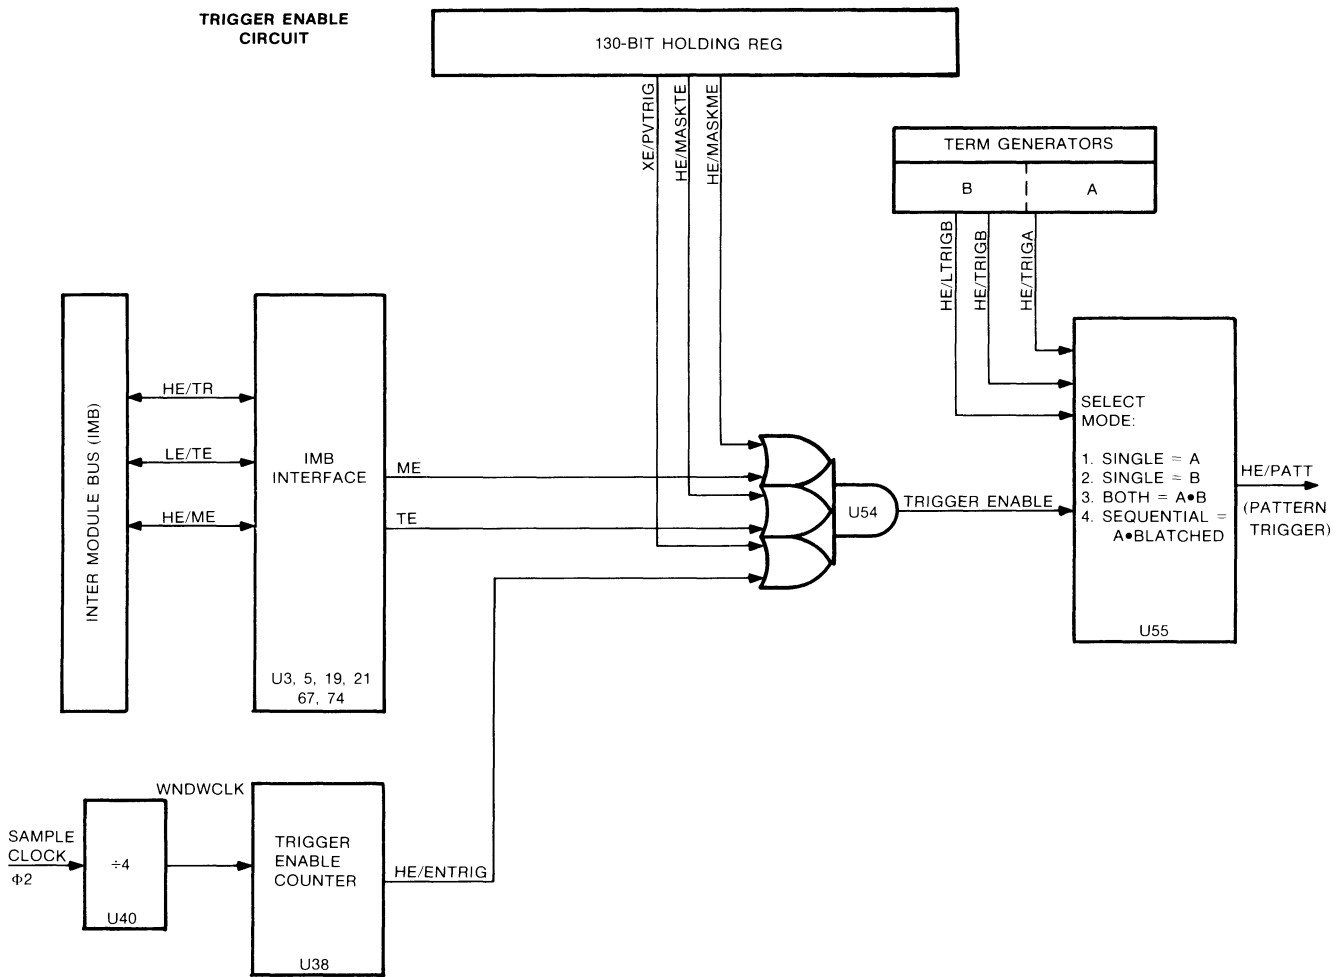 TRIGGER ENABLE
CIRCUIT
130-BIT HOLDING REG
XE/PVTRIG
HE/MASKTE
HE/MASKME
TERM GENERATORS
B
A
HE/LTRIGB
HE/TRIGB
HE/TRIGA
INTER MODULE BUS (IMB)
HE/TR
LE/TE
HE/ME
IMB
INTERFACE
U3, 5, 19, 21
67, 74
ME
TE
U54
TRIGGER ENABLE
SELECT
MODE:
1. SINGLE = A
2. SINGLE = B
3. BOTH = A•B
4. SEQUENTIAL =
A•BLATCHED
U55
HE/PATT
(PATTERN
TRIGGER)
SAMPLE
CLOCK
Φ2
÷4
U40
WNDWCLK
TRIGGER
ENABLE
COUNTER
U38
HE/ENTRIG